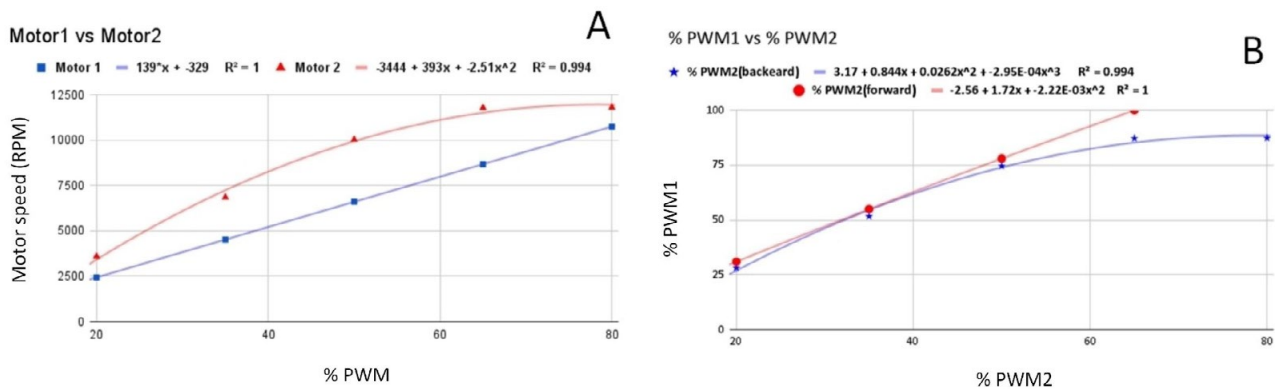 A
Motor1 vs Motor2
Motor 1 139*x + -329 R² = 1 Motor 2 -3444 + 393x + -2.51x^2 R² = 0.994
Motor speed (RPM)
12500
10000
7500
5000
2500
0
20 40 60 80
% PWM
% PWM1 vs % PWM2
B
% PWM2(backeard) 3.17 + 0.844x + 0.0262x^2 + -2.95E-04x^3 R² = 0.994
% PWM2(forward) -2.56 + 1.72x + -2.22E-03x^2 R² = 1
% PWM1
100
75
50
25
0
20 40 60 80
% PWM2